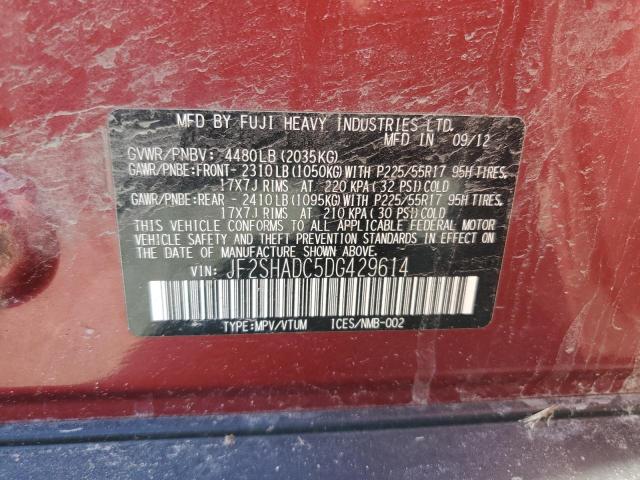 MFD BY FUJI HEAVY INDUSTRIES LTD.
MFD IN 09/12
GVWR/PNBV: 4480LB (2035KG)
GAWR/PNBE:FRONT- 2310LB (1050KG) WITH P225/55R17 95H TIRES,
17X7J RIMS AT 220 KPA (32 PSI) COLD
GAWR/PNBE:REAR - 2410LB (1095KG) WITH P225/55R17 95H TIRES,
17X7J RIMS AT 210 KPA (30 PSI) COLD
THIS VEHICLE CONFORMS TO ALL APPLICABLE FEDERAL MOTOR
VEHICLE SAFETY AND THEFT PREVENTION STANDARDS IN EFFECT
ON THE DATE OF MANUFACTURE SHOWN ABOVE.
VIN: JF2SHADC5DG429614
TYPE:MPV/VTUM ICES/NMB-002